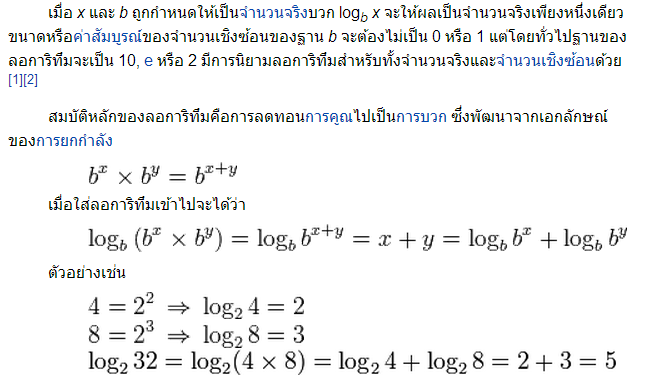 เมื่อ x และ b ถูกกำหนดให้เป็นจำนวนจริงบวก log_b x จะให้ผลเป็นจำนวนจริงเพียงหนึ่งเดียว
ขนาดหรือค่าสัมบูรณ์ของจำนวนเชิงซ้อนของฐาน b จะต้องไม่เป็น 0 หรือ 1 แต่โดยทั่วไปฐานของ
ลอการิทึมจะเป็น 10, e หรือ 2 มีการนิยามลอการิทึมสำหรับทั้งจำนวนจริงและจำนวนเชิงซ้อนด้วย
[1][2]
สมบัติหลักของลอการิทึมคือการลดทอนการคูณไปเป็นการบวก ซึ่งพัฒนาจากเอกลักษณ์
ของการยกกำลัง
b^x × b^y = b^{x+y}
เมื่อใส่ลอการิทึมเข้าไปจะได้ว่า
log_b (b^x × b^y) = log_b b^{x+y} = x + y = log_b b^x + log_b b^y
ตัวอย่างเช่น
4 = 2^2 ⇒ log_2 4 = 2
8 = 2^3 ⇒ log_2 8 = 3
log_2 32 = log_2(4 × 8) = log_2 4 + log_2 8 = 2 + 3 = 5